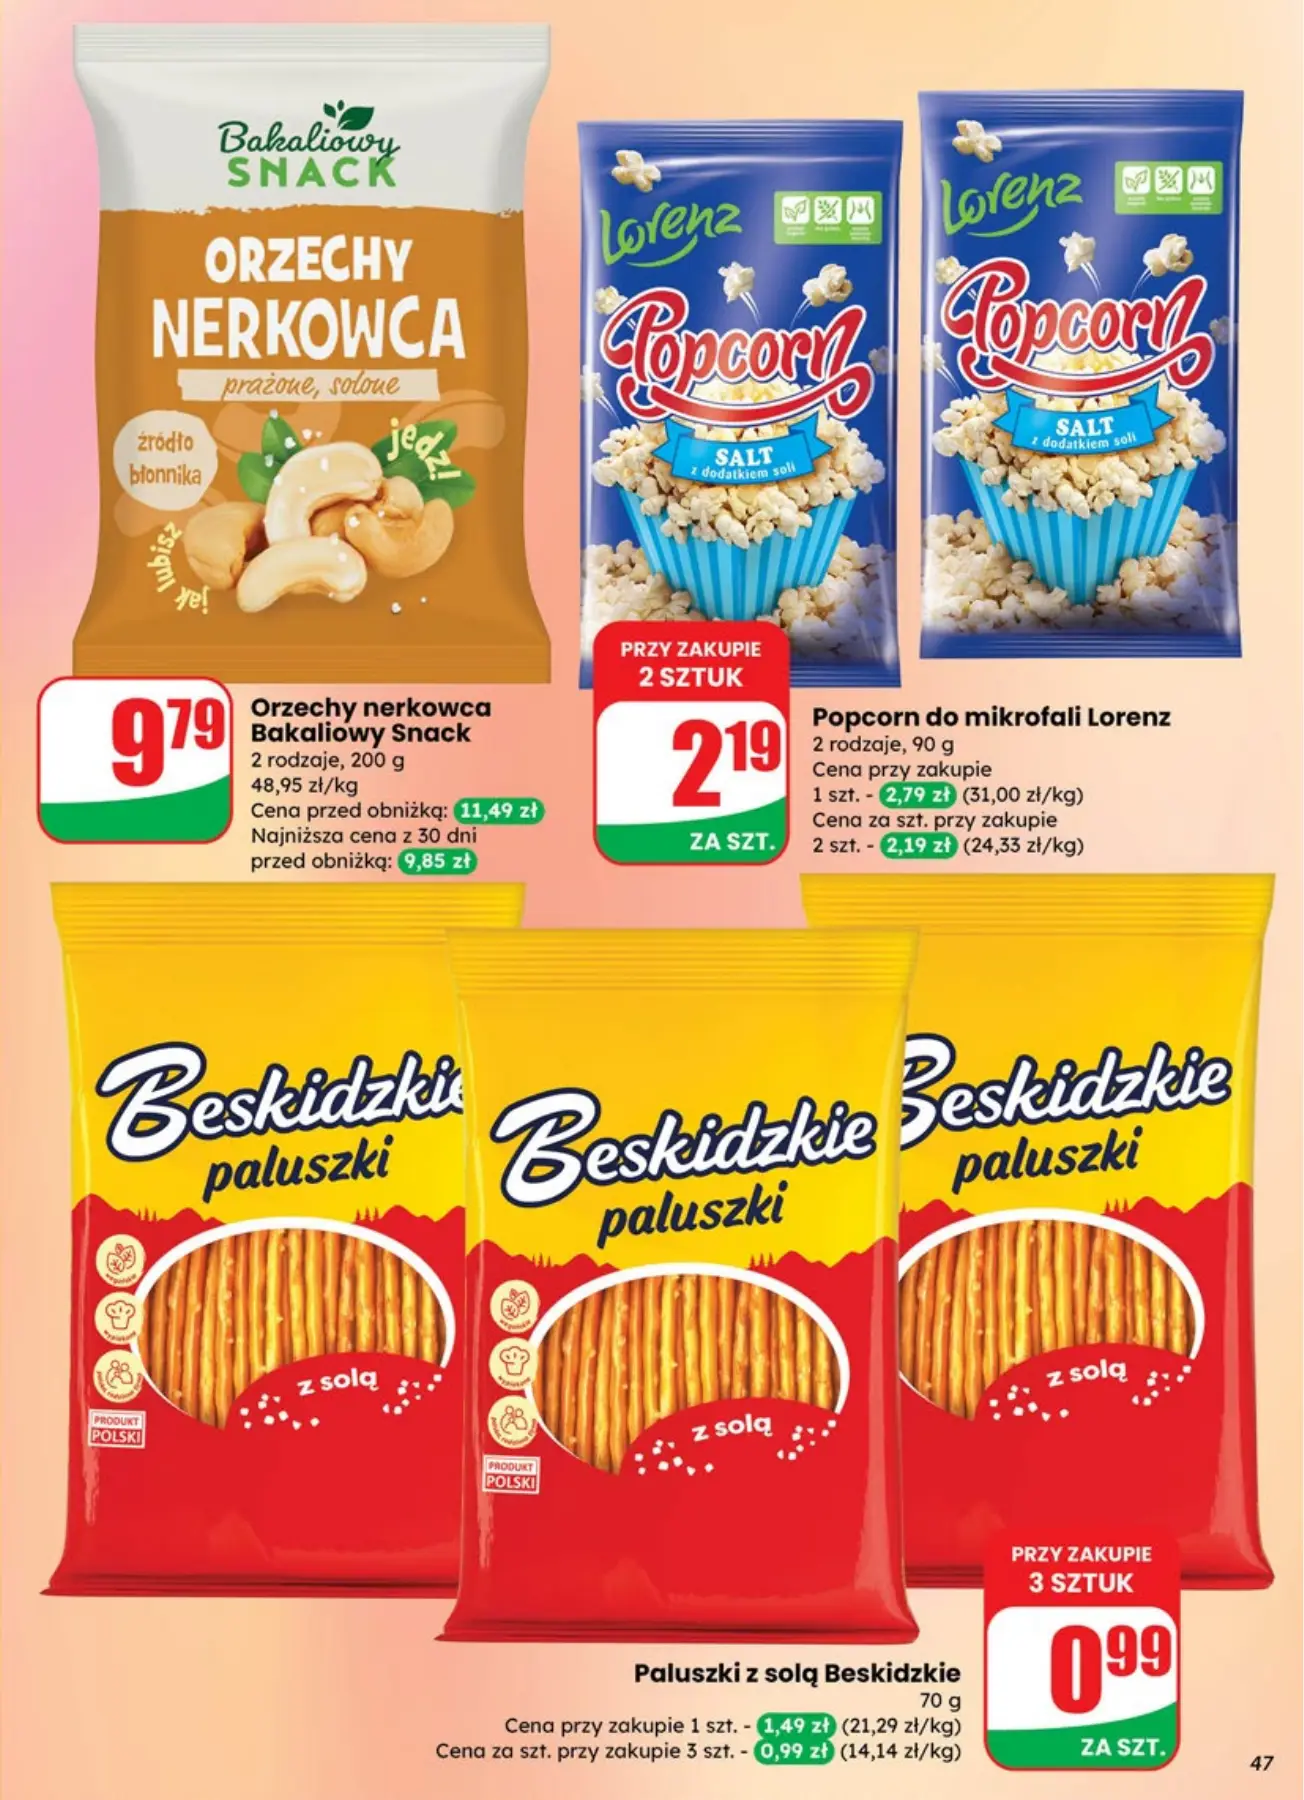 Bakaliowy
SNACK
ORZECHY
NERKOWCA
prażone, solone
źródło
błonnika
jedz!
jak lubisz
Lorenz
Popcorn
SALT
z dodatkiem soli
Lorenz
Popcorn
SALT
z dodatkiem soli
9 79
Orzechy nerkowca
Bakaliowy Snack
2 rodzaje, 200 g
48,95 zł/kg
Cena przed obniżką: 11,49 zł
Najniższa cena z 30 dni
przed obniżką: 9,85 zł
PRZY ZAKUPIE
2 SZTUK
2 19
ZA SZT.
Popcorn do mikrofali Lorenz
2 rodzaje, 90 g
Cena przy zakupie
1 szt. - 2,79 zł (31,00 zł/kg)
Cena za szt. przy zakupie
2 szt. - 2,19 zł (24,33 zł/kg)
Beskidzkie
paluszki
z solą
PRODUKT
POLSKI
Beskidzkie
paluszki
z solą
PRODUKT
POLSKI
Beskidzkie
paluszki
z solą
PRZY ZAKUPIE
3 SZTUK
0 99
ZA SZT.
Paluszki z solą Beskidzkie
70 g
Cena przy zakupie 1 szt. - 1,49 zł (21,29 zł/kg)
Cena za szt. przy zakupie 3 szt. - 0,99 zł (14,14 zł/kg)
47